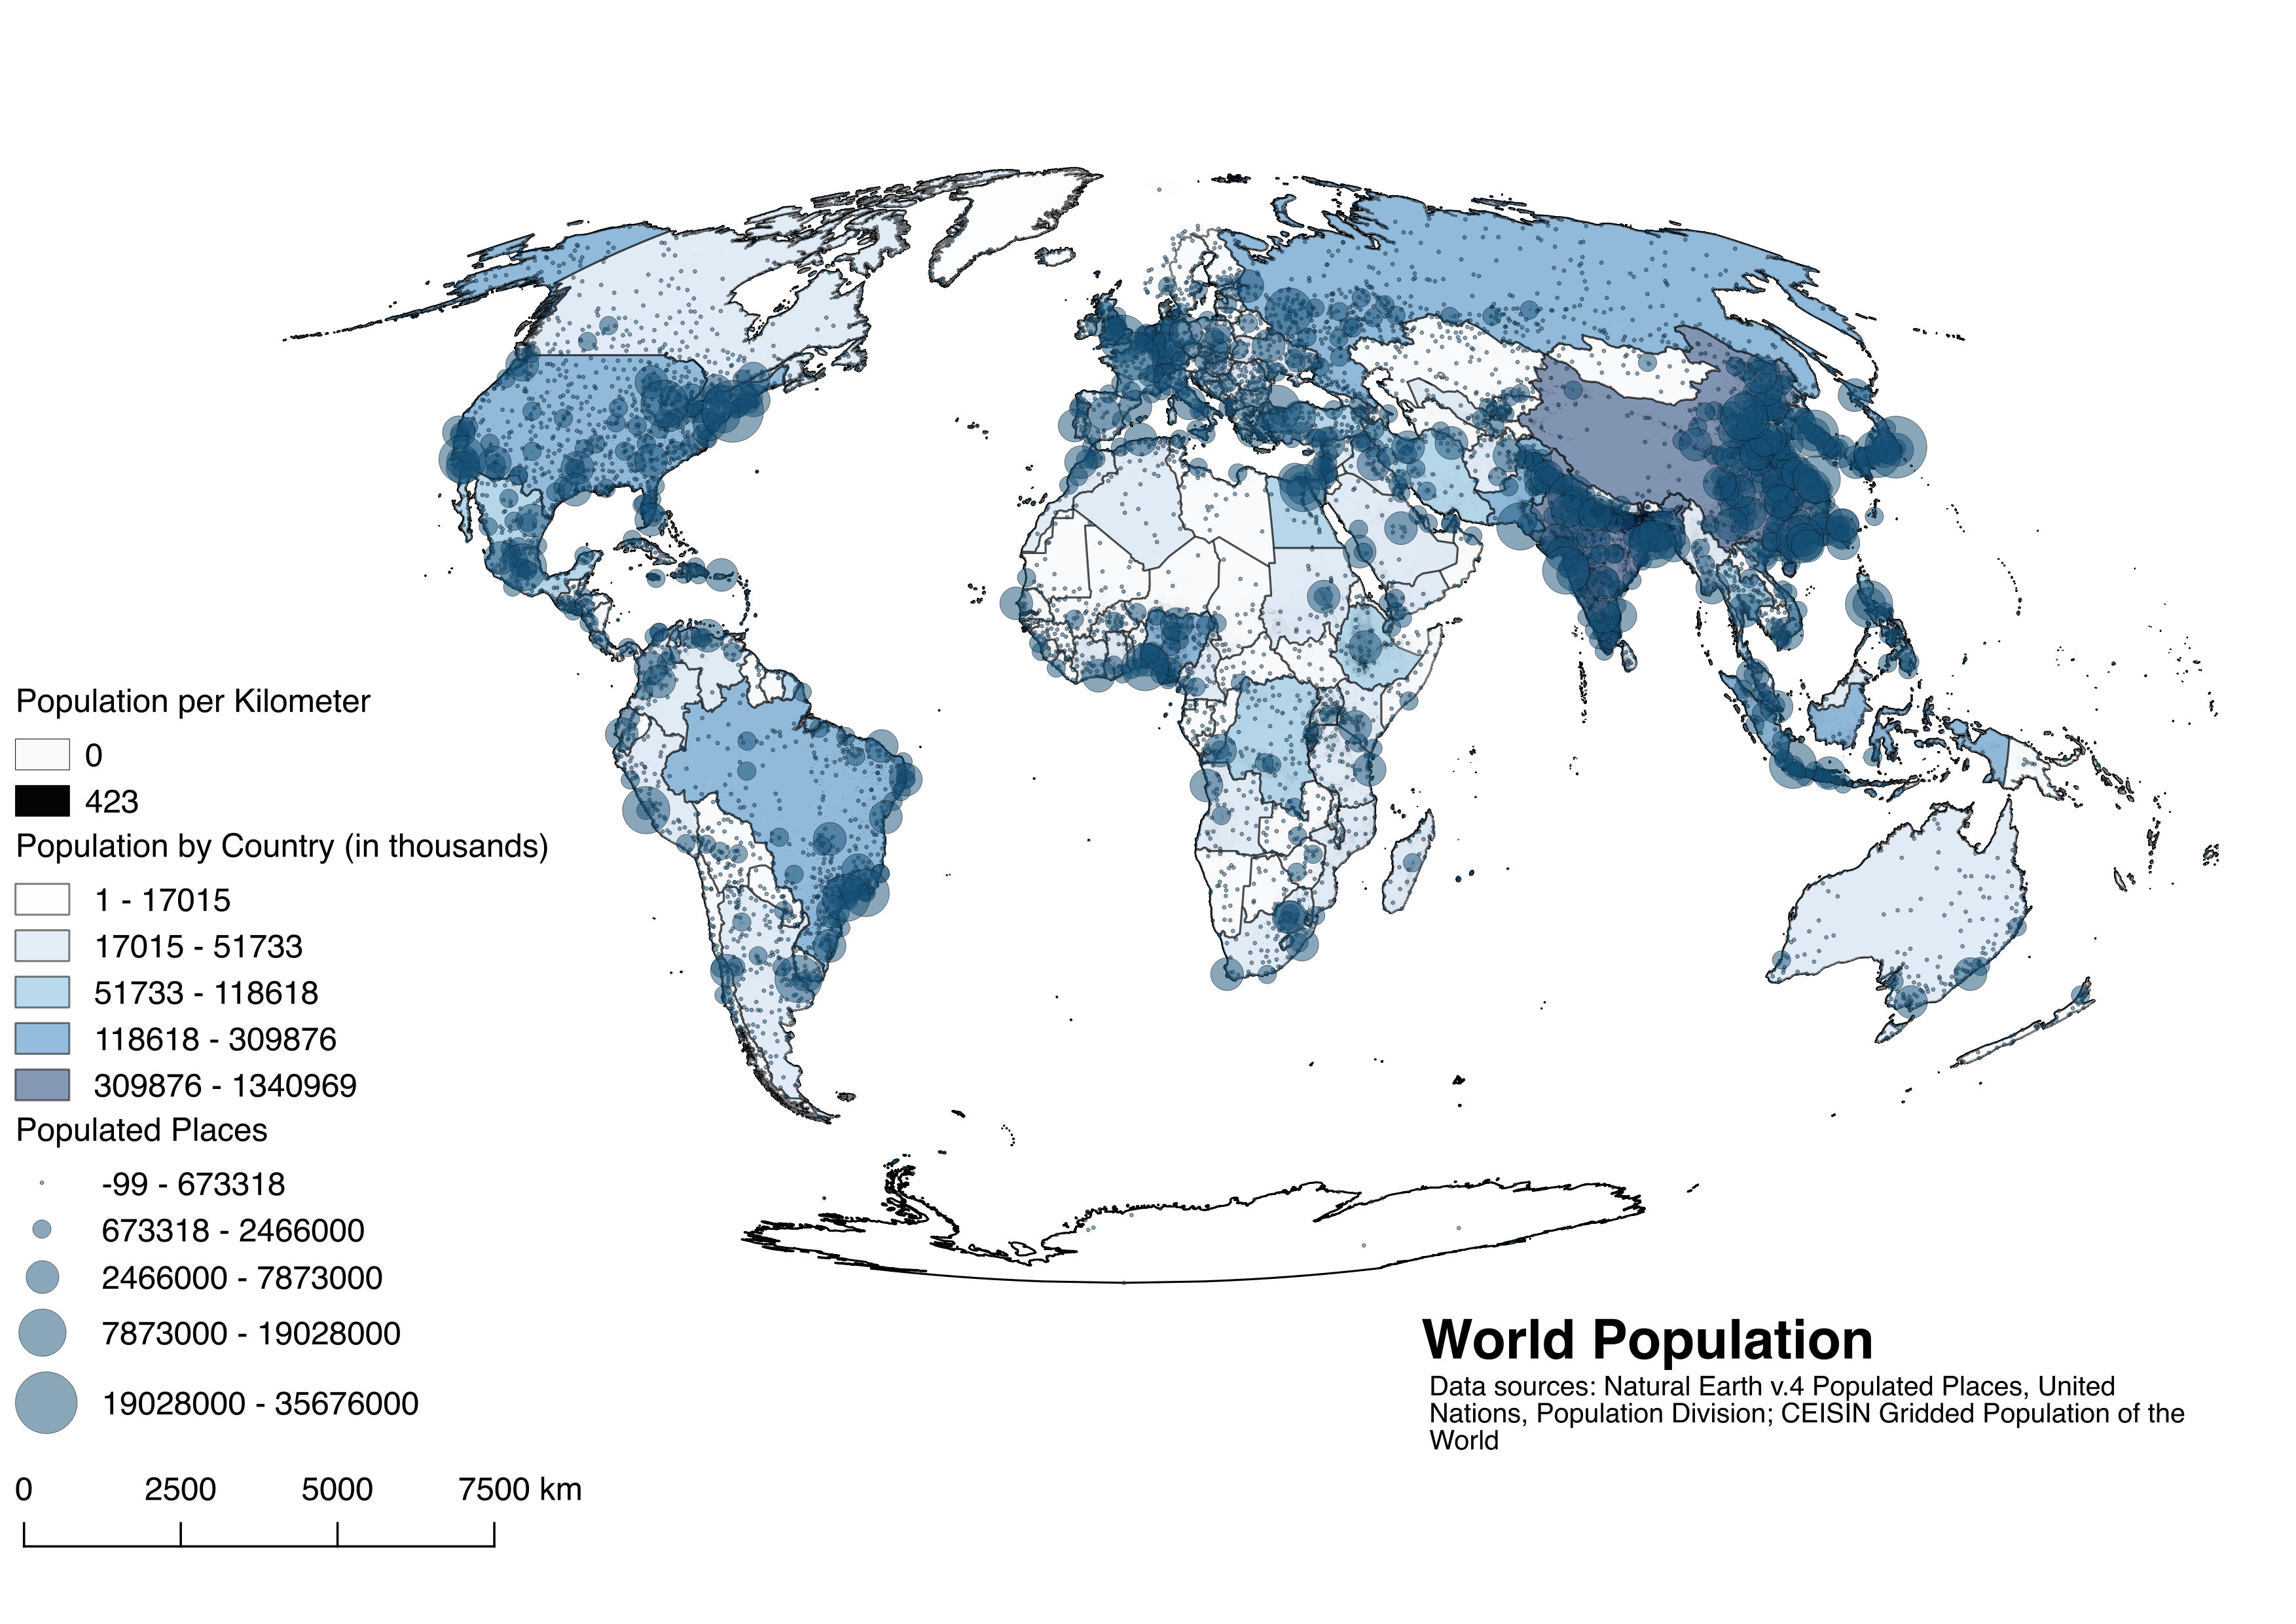 Population per Kilometer
0
423
Population by Country (in thousands)
1 - 17015
17015 - 51733
51733 - 118618
118618 - 309876
309876 - 1340969
Populated Places
-99 - 673318
673318 - 2466000
2466000 - 7873000
7873000 - 19028000
19028000 - 35676000
0 2500 5000 7500 km
World Population
Data sources: Natural Earth v.4 Populated Places, United
Nations, Population Division; CEISIN Gridded Population of the
World